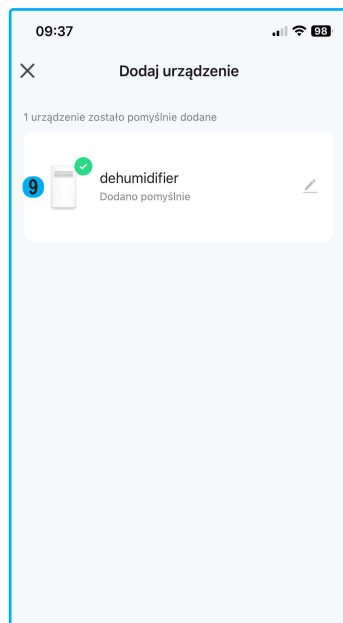 09:37
98
Dodaj urządzenie
1 urządzenie zostało pomyślnie dodane
9
dehumidifier
Dodano pomyślnie